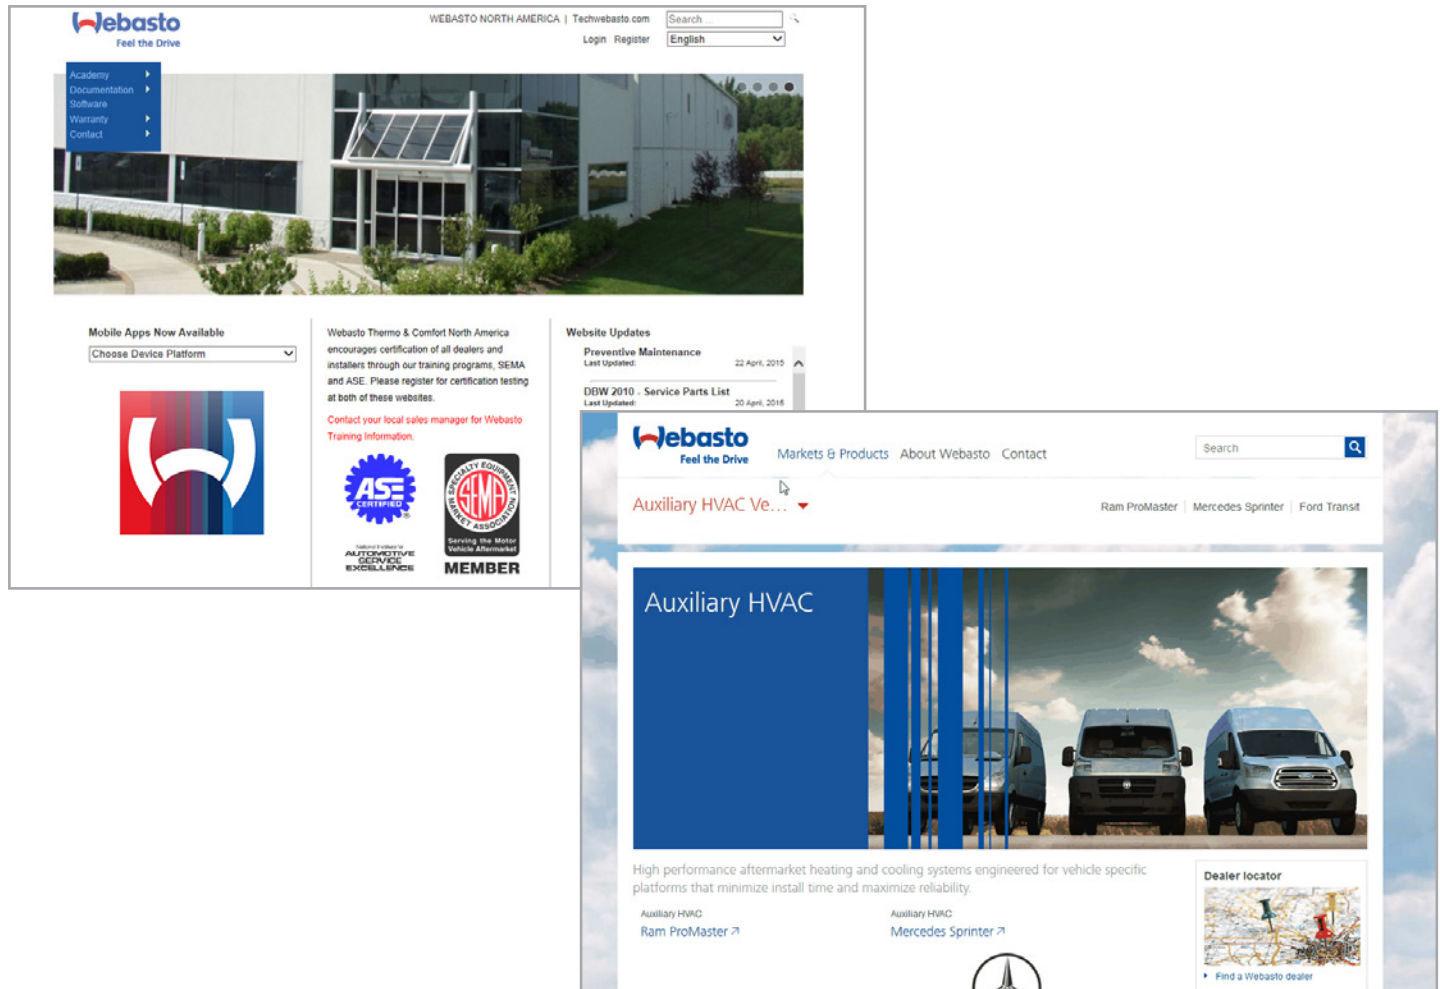 Webasto
Feel the Drive
WEBASTO NORTH AMERICA | Techwebasto.com
Search ...
Login Register
English
Academy
Documentation
Software
Warranty
Contact
Mobile Apps Now Available
Choose Device Platform
Webasto Thermo & Comfort North America
encourages certification of all dealers and
installers through our training programs, SEMA
and ASE. Please register for certification testing
at both of these websites.
Contact your local sales manager for Webasto
Training Information.
ASE
CERTIFIED
National Institute for
AUTOMOTIVE
SERVICE
EXCELLENCE
SPECIALTY EQUIPMENT
MARKET ASSOCIATION
SEMA
Serving the Motor
Vehicle Aftermarket
MEMBER
Website Updates
Preventive Maintenance
Last Updated: 22 April, 2015
DBW 2010 - Service Parts List
Last Updated: 20 April, 2015
Webasto
Feel the Drive
Markets & Products About Webasto Contact
Search
Auxiliary HVAC Ve...
Ram ProMaster | Mercedes Sprinter | Ford Transit
Auxiliary HVAC
High performance aftermarket heating and cooling systems engineered for vehicle specific
platforms that minimize install time and maximize reliability.
Auxiliary HVAC
Ram ProMaster
Auxiliary HVAC
Mercedes Sprinter
Dealer locator
Find a Webasto dealer